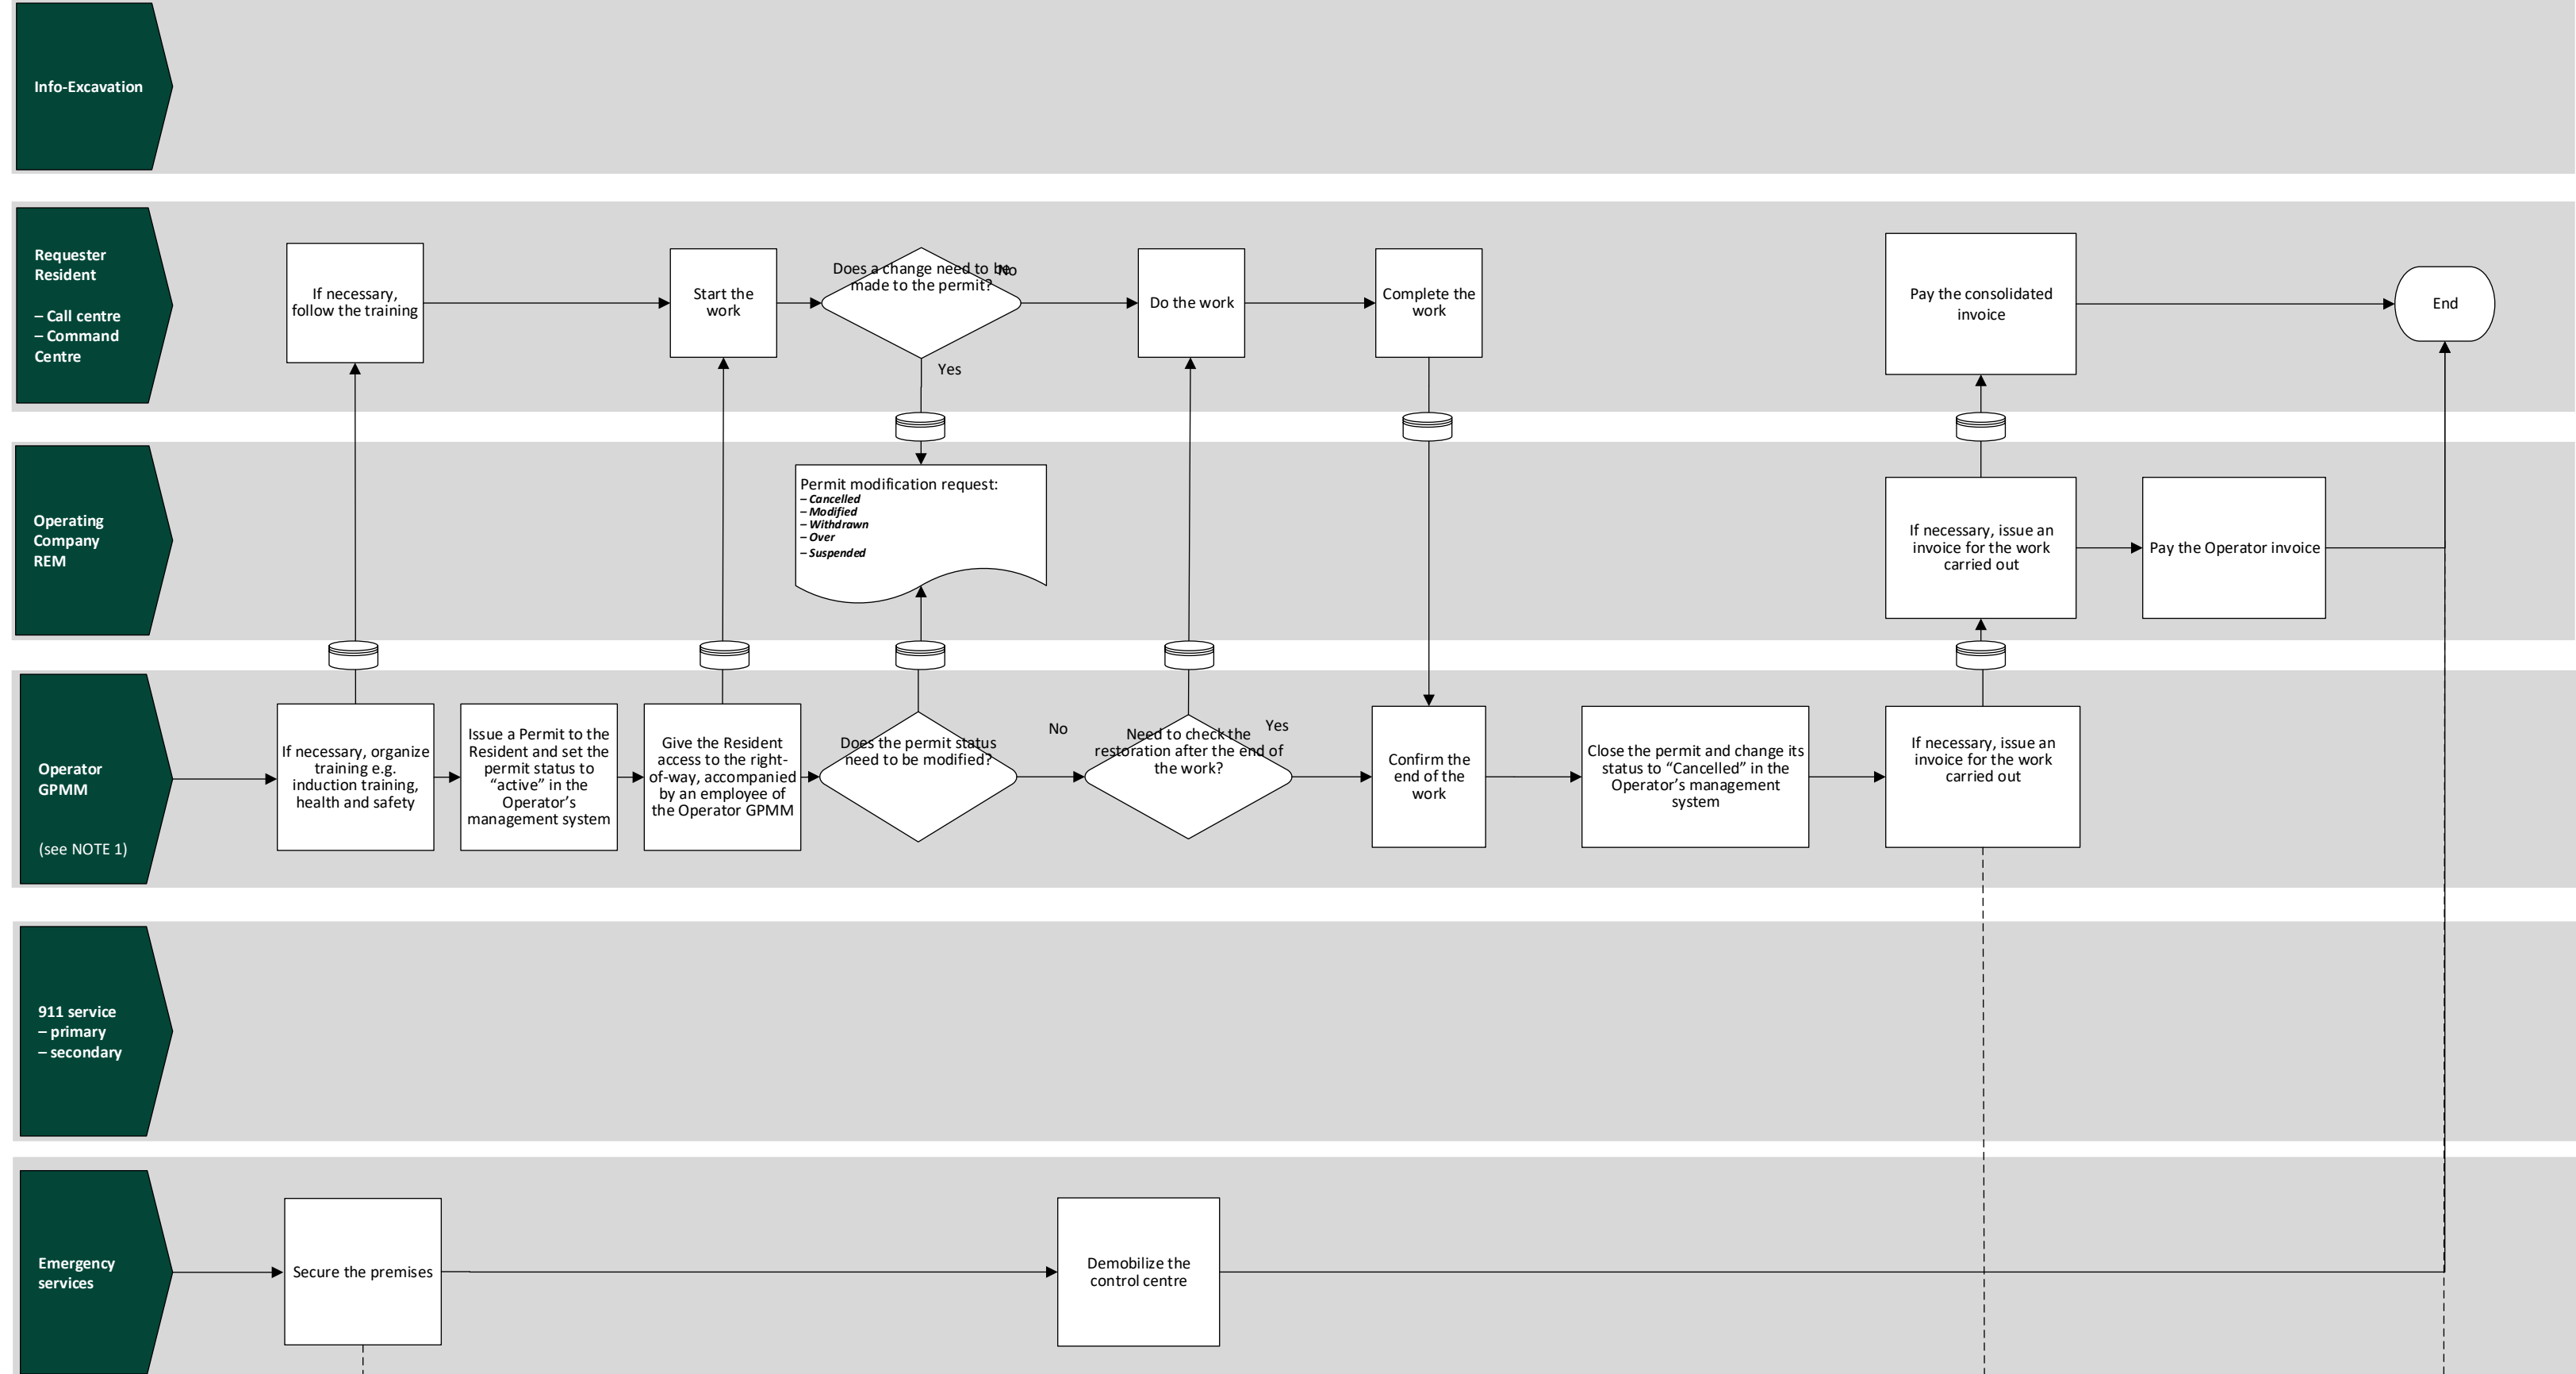 Info-Excavation
Requester
Resident
– Call centre
– Command
Centre
If necessary,
follow the training
Start the
work
Does a change need to be
made to the permit?
No
Yes
Do the work
Complete the
work
Pay the consolidated
invoice
End
Operating
Company
REM
Permit modification request:
– Cancelled
– Modified
– Withdrawn
– Over
– Suspended
If necessary, issue an
invoice for the work
carried out
Pay the Operator invoice
Operator
GPMM
(see NOTE 1)
If necessary, organize
training e.g.
induction training,
health and safety
Issue a Permit to the
Resident and set the
permit status to
“active” in the
Operator’s
management system
Give the Resident
access to the right-
of-way, accompanied
by an employee of
the Operator GPMM
Does the permit status
need to be modified?
No
Need to check the
restoration after the end of
the work?
Yes
Confirm the
end of the
work
Close the permit and change its
status to “Cancelled” in the
Operator’s management
system
If necessary, issue an
invoice for the work
carried out
911 service
– primary
– secondary
Emergency
services
Secure the premises
Demobilize the
control centre